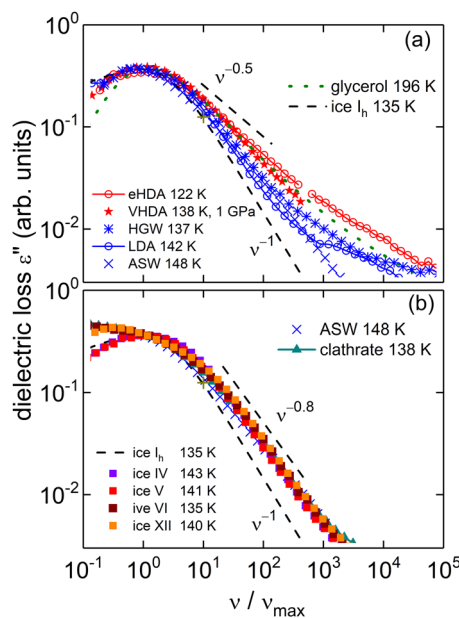 10^0
(a)
ν^-0.5
glycerol 196 K
ice I_h 135 K
10^-1
eHDA 122 K
VHDA 138 K, 1 GPa
HGW 137 K
LDA 142 K
ASW 148 K
10^-2
ν^-1
dielectric loss ε" (arb. units)
10^0
(b)
ASW 148 K
clathrate 138 K
10^-1
ν^-0.8
ice I_h 135 K
ice IV 143 K
ice V 141 K
ive VI 135 K
ice XII 140 K
10^-2
ν^-1
10^-1 10^0 10^1 10^2 10^3 10^4 10^5
ν / ν_max